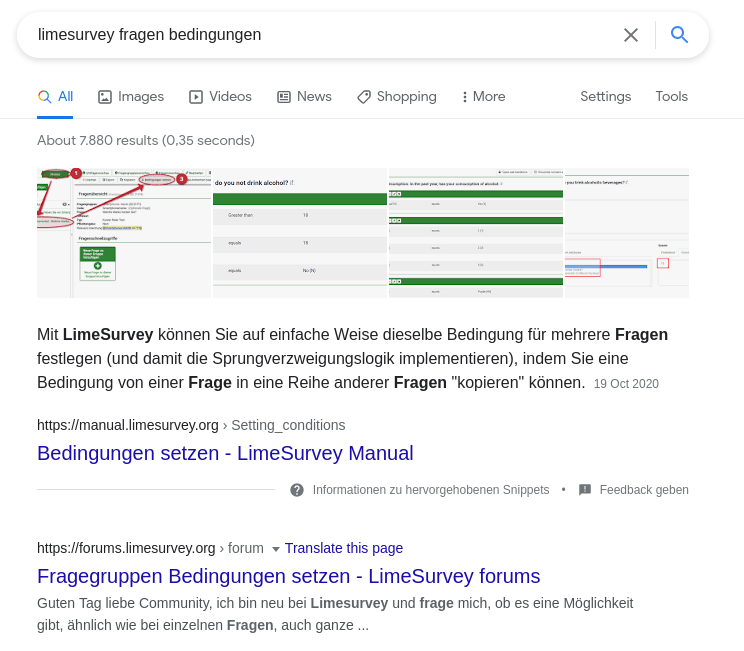 limesurvey fragen bedingungen
All Images Videos News Shopping More Settings Tools
About 7.880 results (0,35 seconds)
do you not drink alcohol?
Greater than 18
equals 18
equals No (N)
Mit LimeSurvey können Sie auf einfache Weise dieselbe Bedingung für mehrere Fragen
festlegen (und damit die Sprungverzweigungslogik implementieren), indem Sie eine
Bedingung von einer Frage in eine Reihe anderer Fragen "kopieren" können. 19 Oct 2020
https://manual.limesurvey.org › Setting_conditions
Bedingungen setzen - LimeSurvey Manual
Informationen zu hervorgehobenen Snippets • Feedback geben
https://forums.limesurvey.org › forum Translate this page
Fragegruppen Bedingungen setzen - LimeSurvey forums
Guten Tag liebe Community, ich bin neu bei Limesurvey und frage mich, ob es eine Möglichkeit
gibt, ähnlich wie bei einzelnen Fragen, auch ganze ...